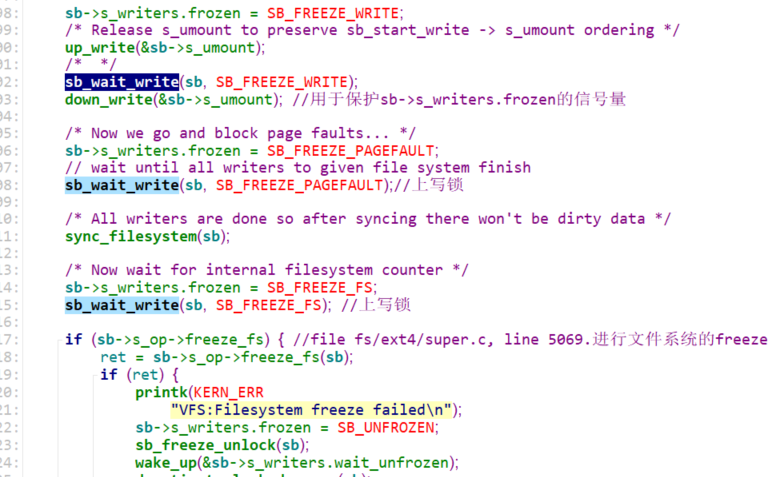 98: sb->s_writers.frozen = SB_FREEZE_WRITE;
99: /* Release s_umount to preserve sb_start_write -> s_umount ordering */
00: up_write(&sb->s_umount);
01: /*  */
02: sb_wait_write(sb, SB_FREEZE_WRITE);
03: down_write(&sb->s_umount); //用于保护sb->s_writers.frozen的信号量
04:
05: /* Now we go and block page faults... */
06: sb->s_writers.frozen = SB_FREEZE_PAGEFAULT;
07: // wait until all writers to given file system finish
08: sb_wait_write(sb, SB_FREEZE_PAGEFAULT);//上写锁
09:
10: /* All writers are done so after syncing there won't be dirty data */
11: sync_filesystem(sb);
12:
13: /* Now wait for internal filesystem counter */
14: sb->s_writers.frozen = SB_FREEZE_FS;
15: sb_wait_write(sb, SB_FREEZE_FS); //上写锁
16:
17: if (sb->s_op->freeze_fs) { //file fs/ext4/super.c, line 5069.进行文件系统的freeze
18: ret = sb->s_op->freeze_fs(sb);
19: if (ret) {
20: printk(KERN_ERR
21: "VFS:Filesystem freeze failed\n");
22: sb->s_writers.frozen = SB_UNFROZEN;
23: sb_freeze_unlock(sb);
24: wake_up(&sb->s_writers.wait_unfrozen);